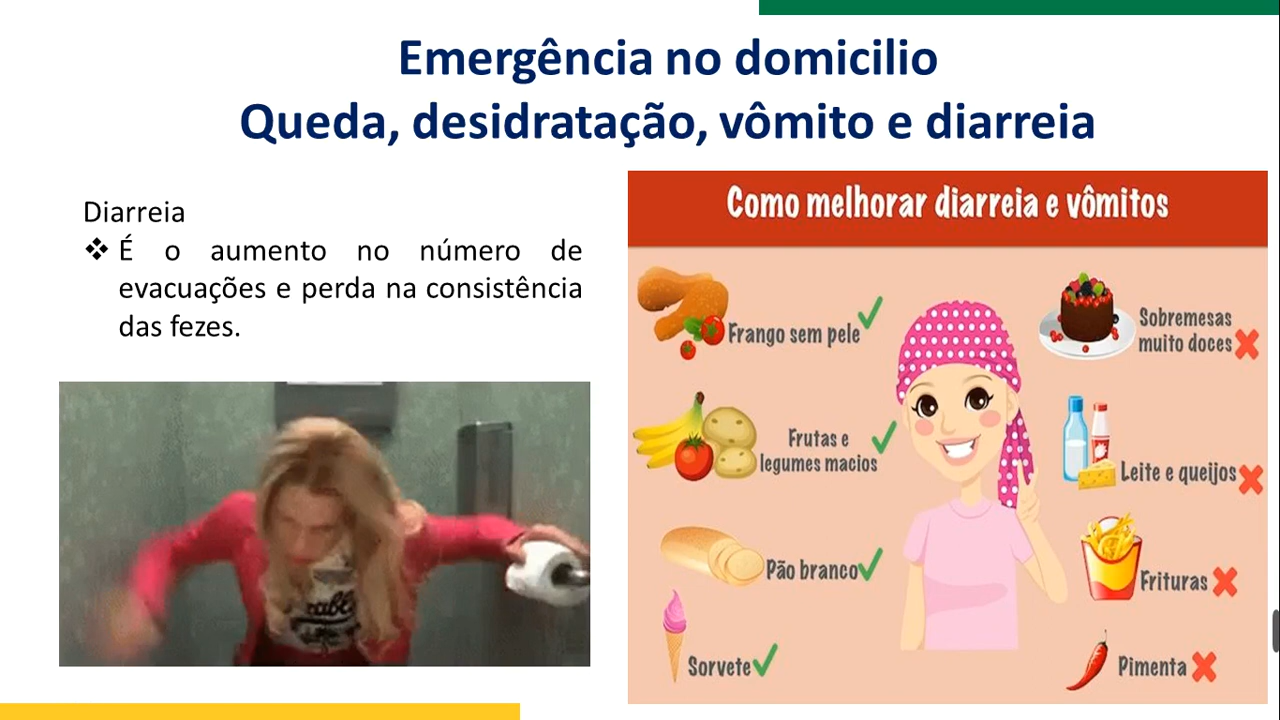 Emergência no domicilio
Queda, desidratação, vômito e diarreia
Diarreia
❖ É o aumento no número de
evacuações e perda na consistência
das fezes.
Como melhorar diarreia e vômitos
Frango sem pele
Frutas e
legumes macios
Pão branco
Sorvete
Sobremesas
muito doces
Leite e queijos
Frituras
Pimenta